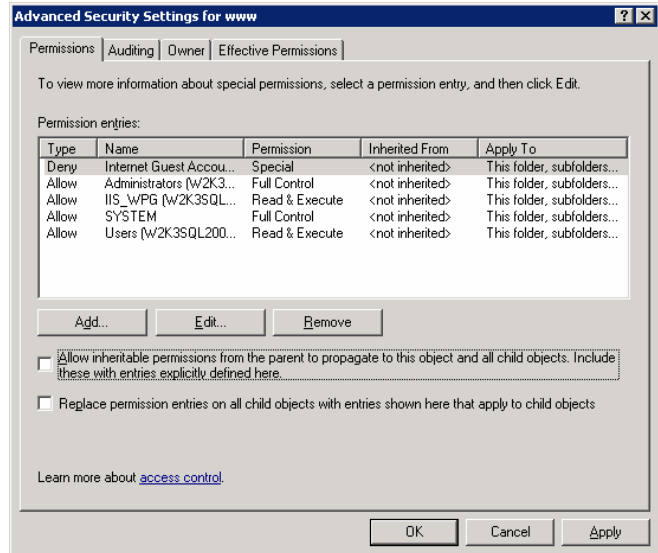 Advanced Security Settings for www
Permissions Auditing Owner Effective Permissions
To view more information about special permissions, select a permission entry, and then click Edit.
Permission entries:
Type Name Permission Inherited From Apply To
Deny Internet Guest Accou... Special <not inherited> This folder, subfolders...
Allow Administrators (W2K3... Full Control <not inherited> This folder, subfolders...
Allow IIS_WPG (W2K3SQL... Read & Execute <not inherited> This folder, subfolders...
Allow SYSTEM Full Control <not inherited> This folder, subfolders...
Allow Users (W2K3SQL200... Read & Execute <not inherited> This folder, subfolders...
Add... Edit... Remove
Allow inheritable permissions from the parent to propagate to this object and all child objects. Include
these with entries explicitly defined here.
Replace permission entries on all child objects with entries shown here that apply to child objects
Learn more about access control.
OK Cancel Apply